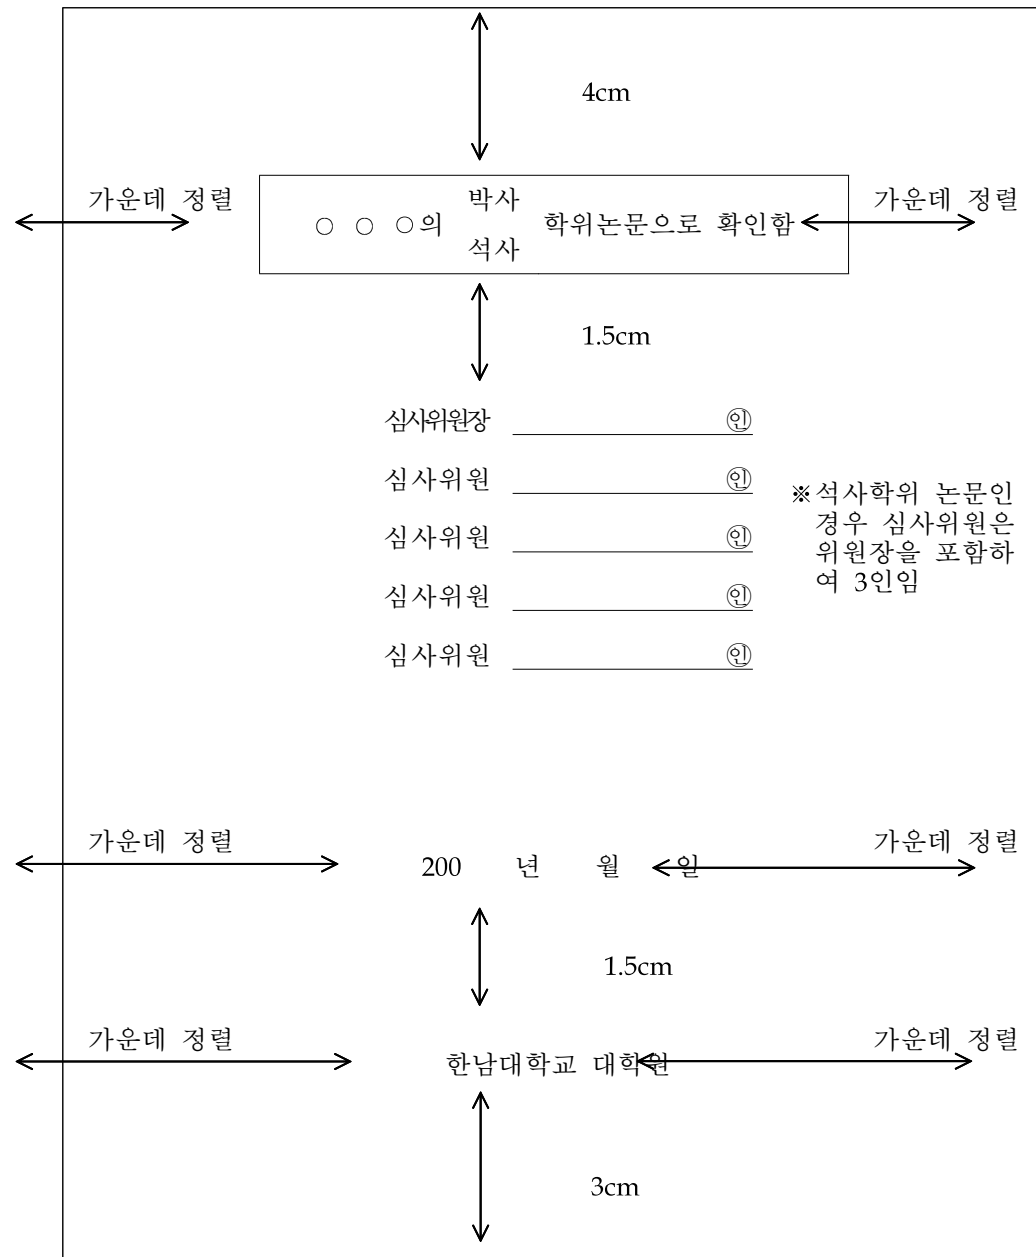 4cm
가운데 정렬
가운데 정렬
박사
○ ○ ○의 학위논문으로 확인함
석사
1.5cm
심사위원장 ㊞
심사위원 ㊞
심사위원 ㊞
심사위원 ㊞
심사위원 ㊞
※석사학위 논문인
경우 심사위원은
위원장을 포함하
여 3인임
가운데 정렬
가운데 정렬
200 년 월 일
1.5cm
가운데 정렬
가운데 정렬
한남대학교 대학원
3cm